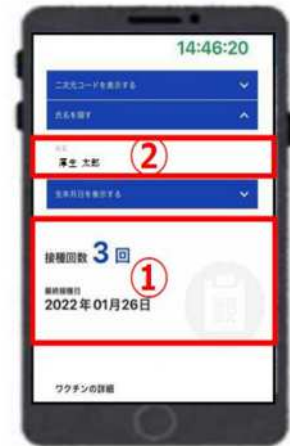 14:46:20
二次元コードを表示する
氏名を隠す
氏名
厚生 太郎
②
生年月日を表示する
接種回数 3 回
①
最終接種日
2022年01月26日
ワクチンの詳細